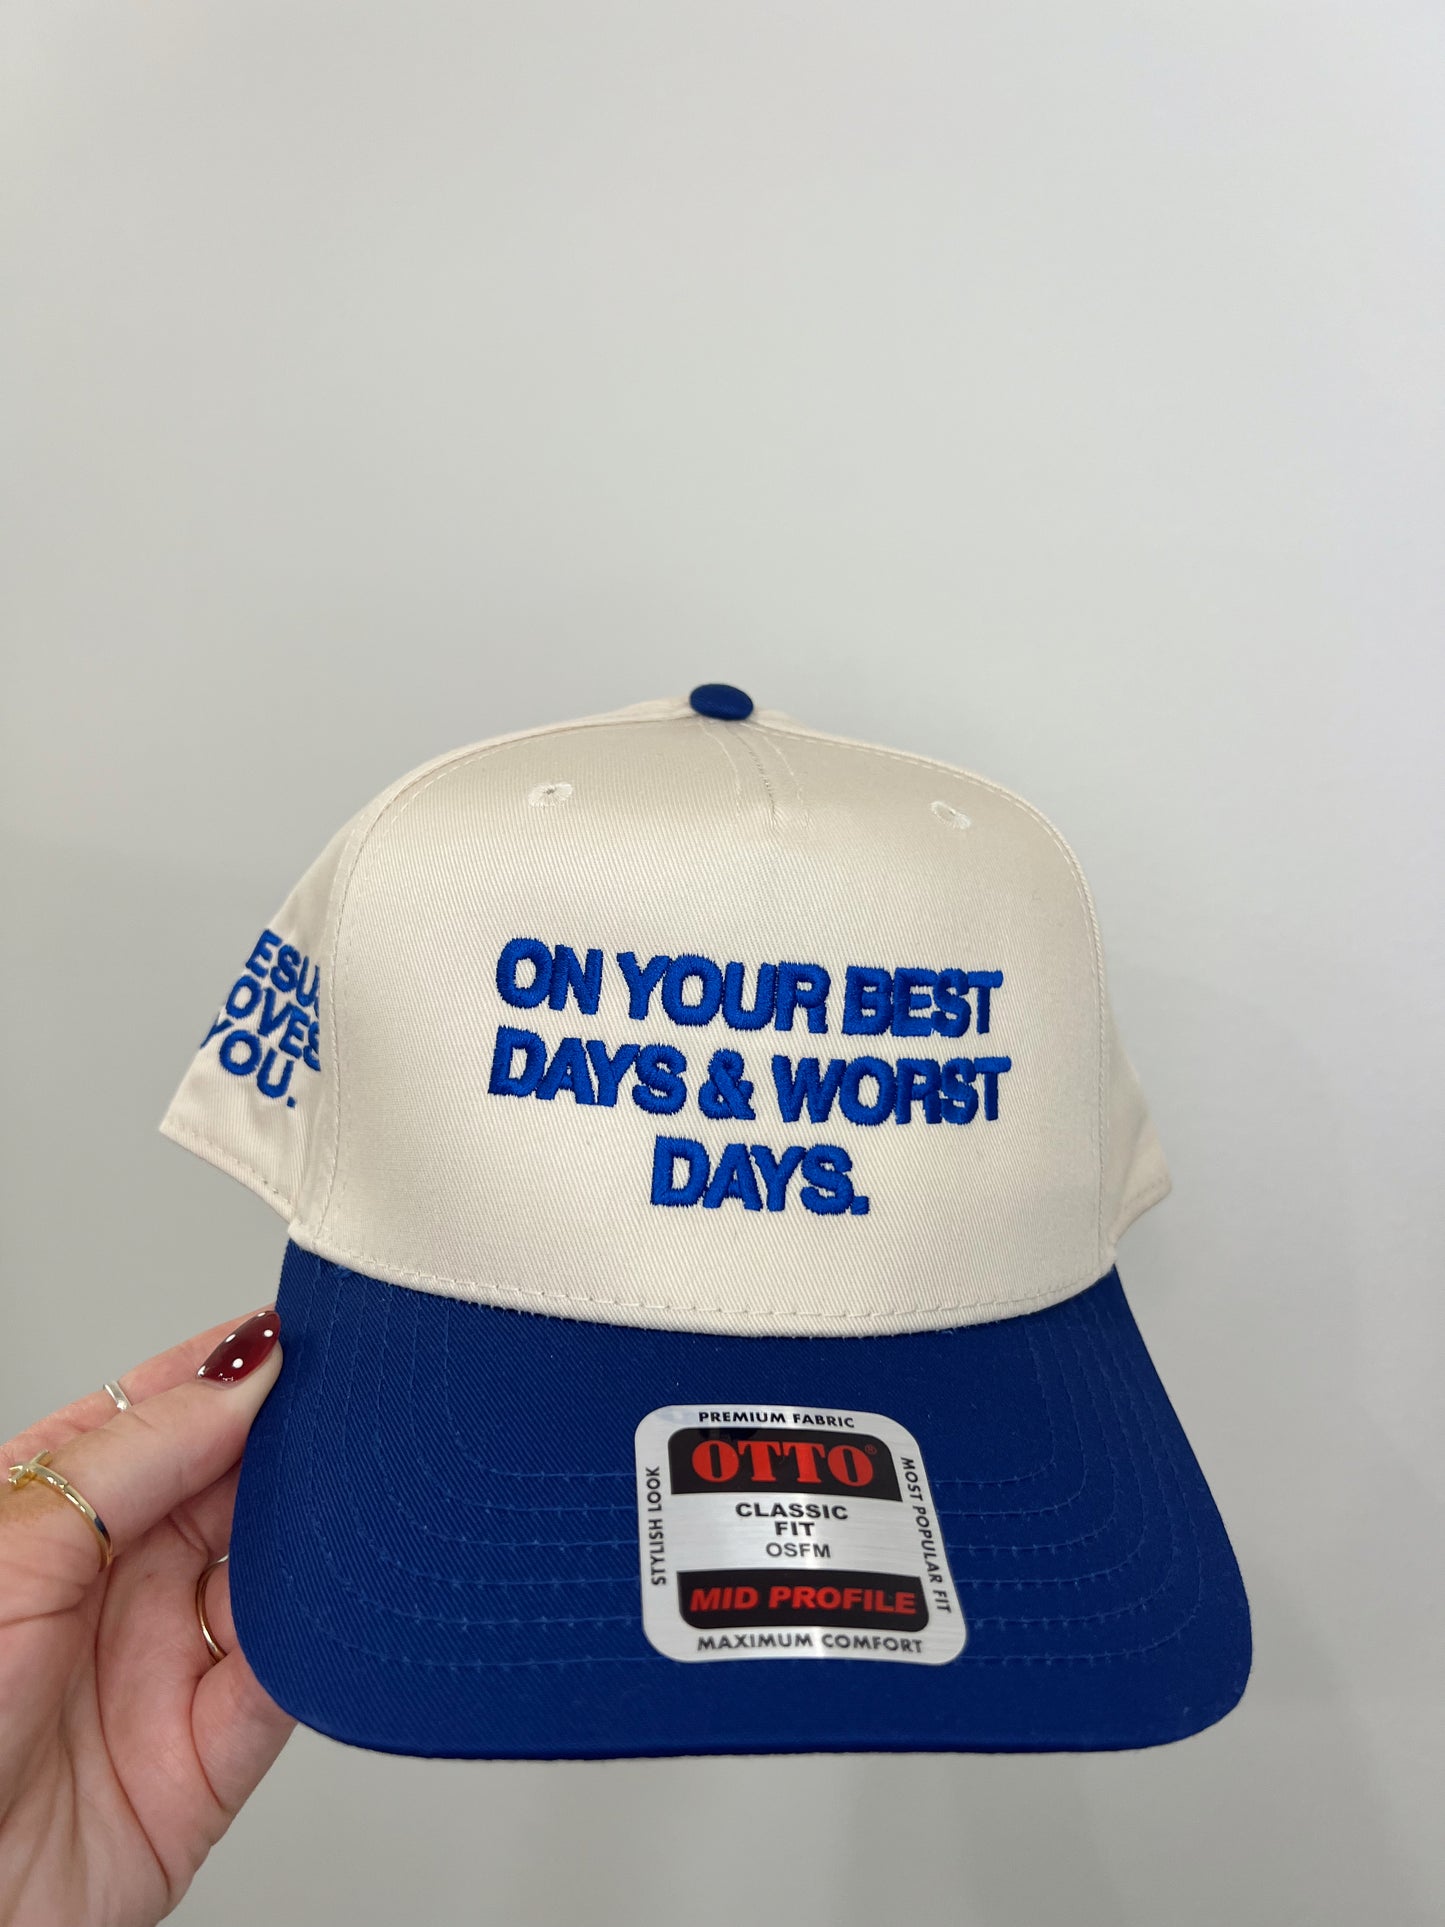 ESUS
LOVES
YOU.
ON YOUR BEST
DAYS & WORST
DAYS.
PREMIUM FABRIC
OTTO®
CLASSIC
FIT
OSFM
MID PROFILE
MAXIMUM COMFORT
STYLISH LOOK
MOST POPULAR FIT